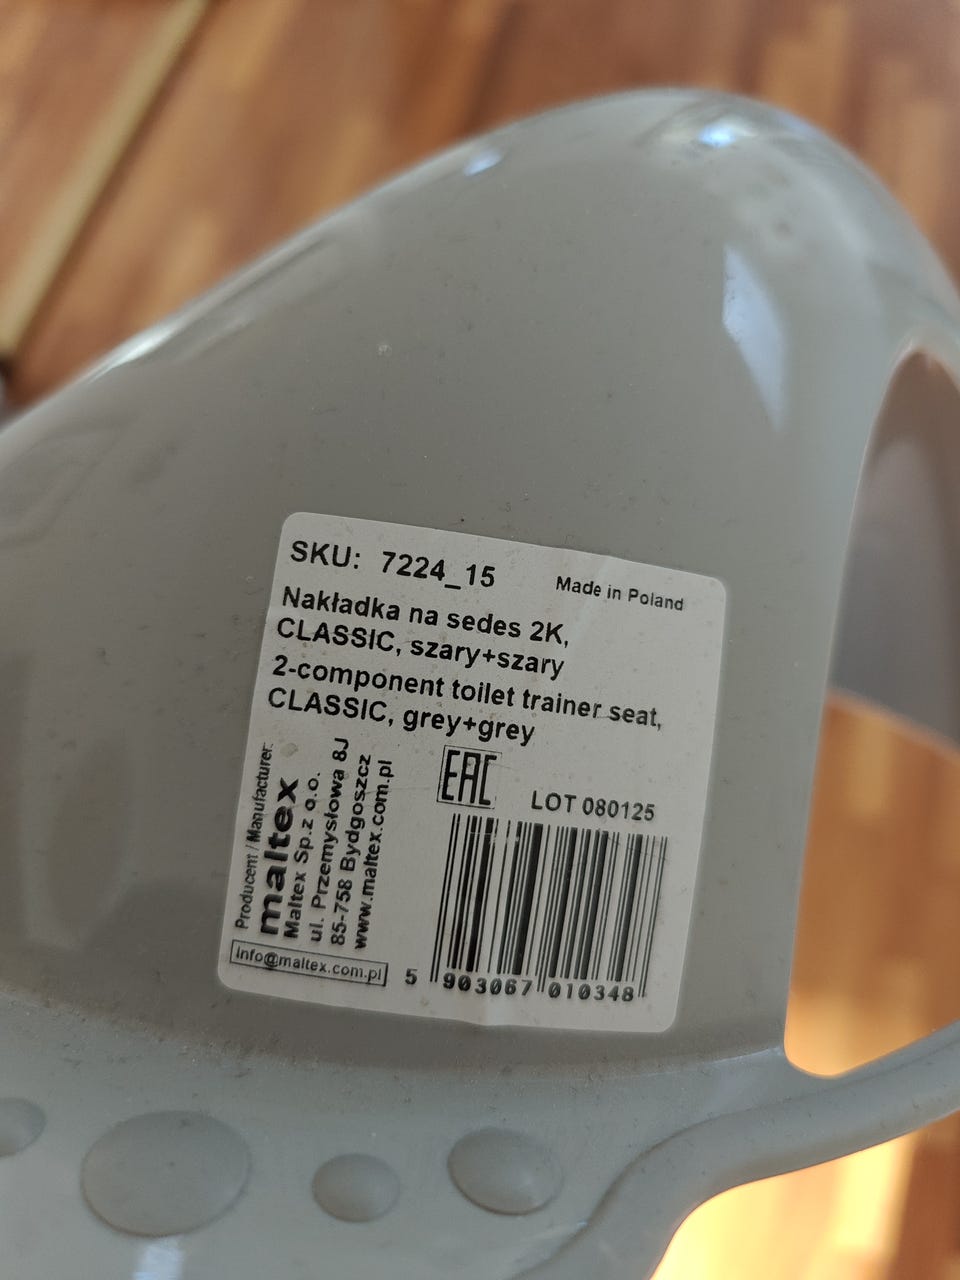 SKU: 7224_15
Made in Poland
Nakładka na sedes 2K,
CLASSIC, szary+szary
2-component toilet trainer seat,
CLASSIC, grey+grey
Producent / Manufacturer:
maltex
Maltex Sp.z o.o.
ul. Przemysłowa 8J
85-758 Bydgoszcz
www.maltex.com.pl
info@maltex.com.pl
EAC
LOT 080125
5 903067 010348